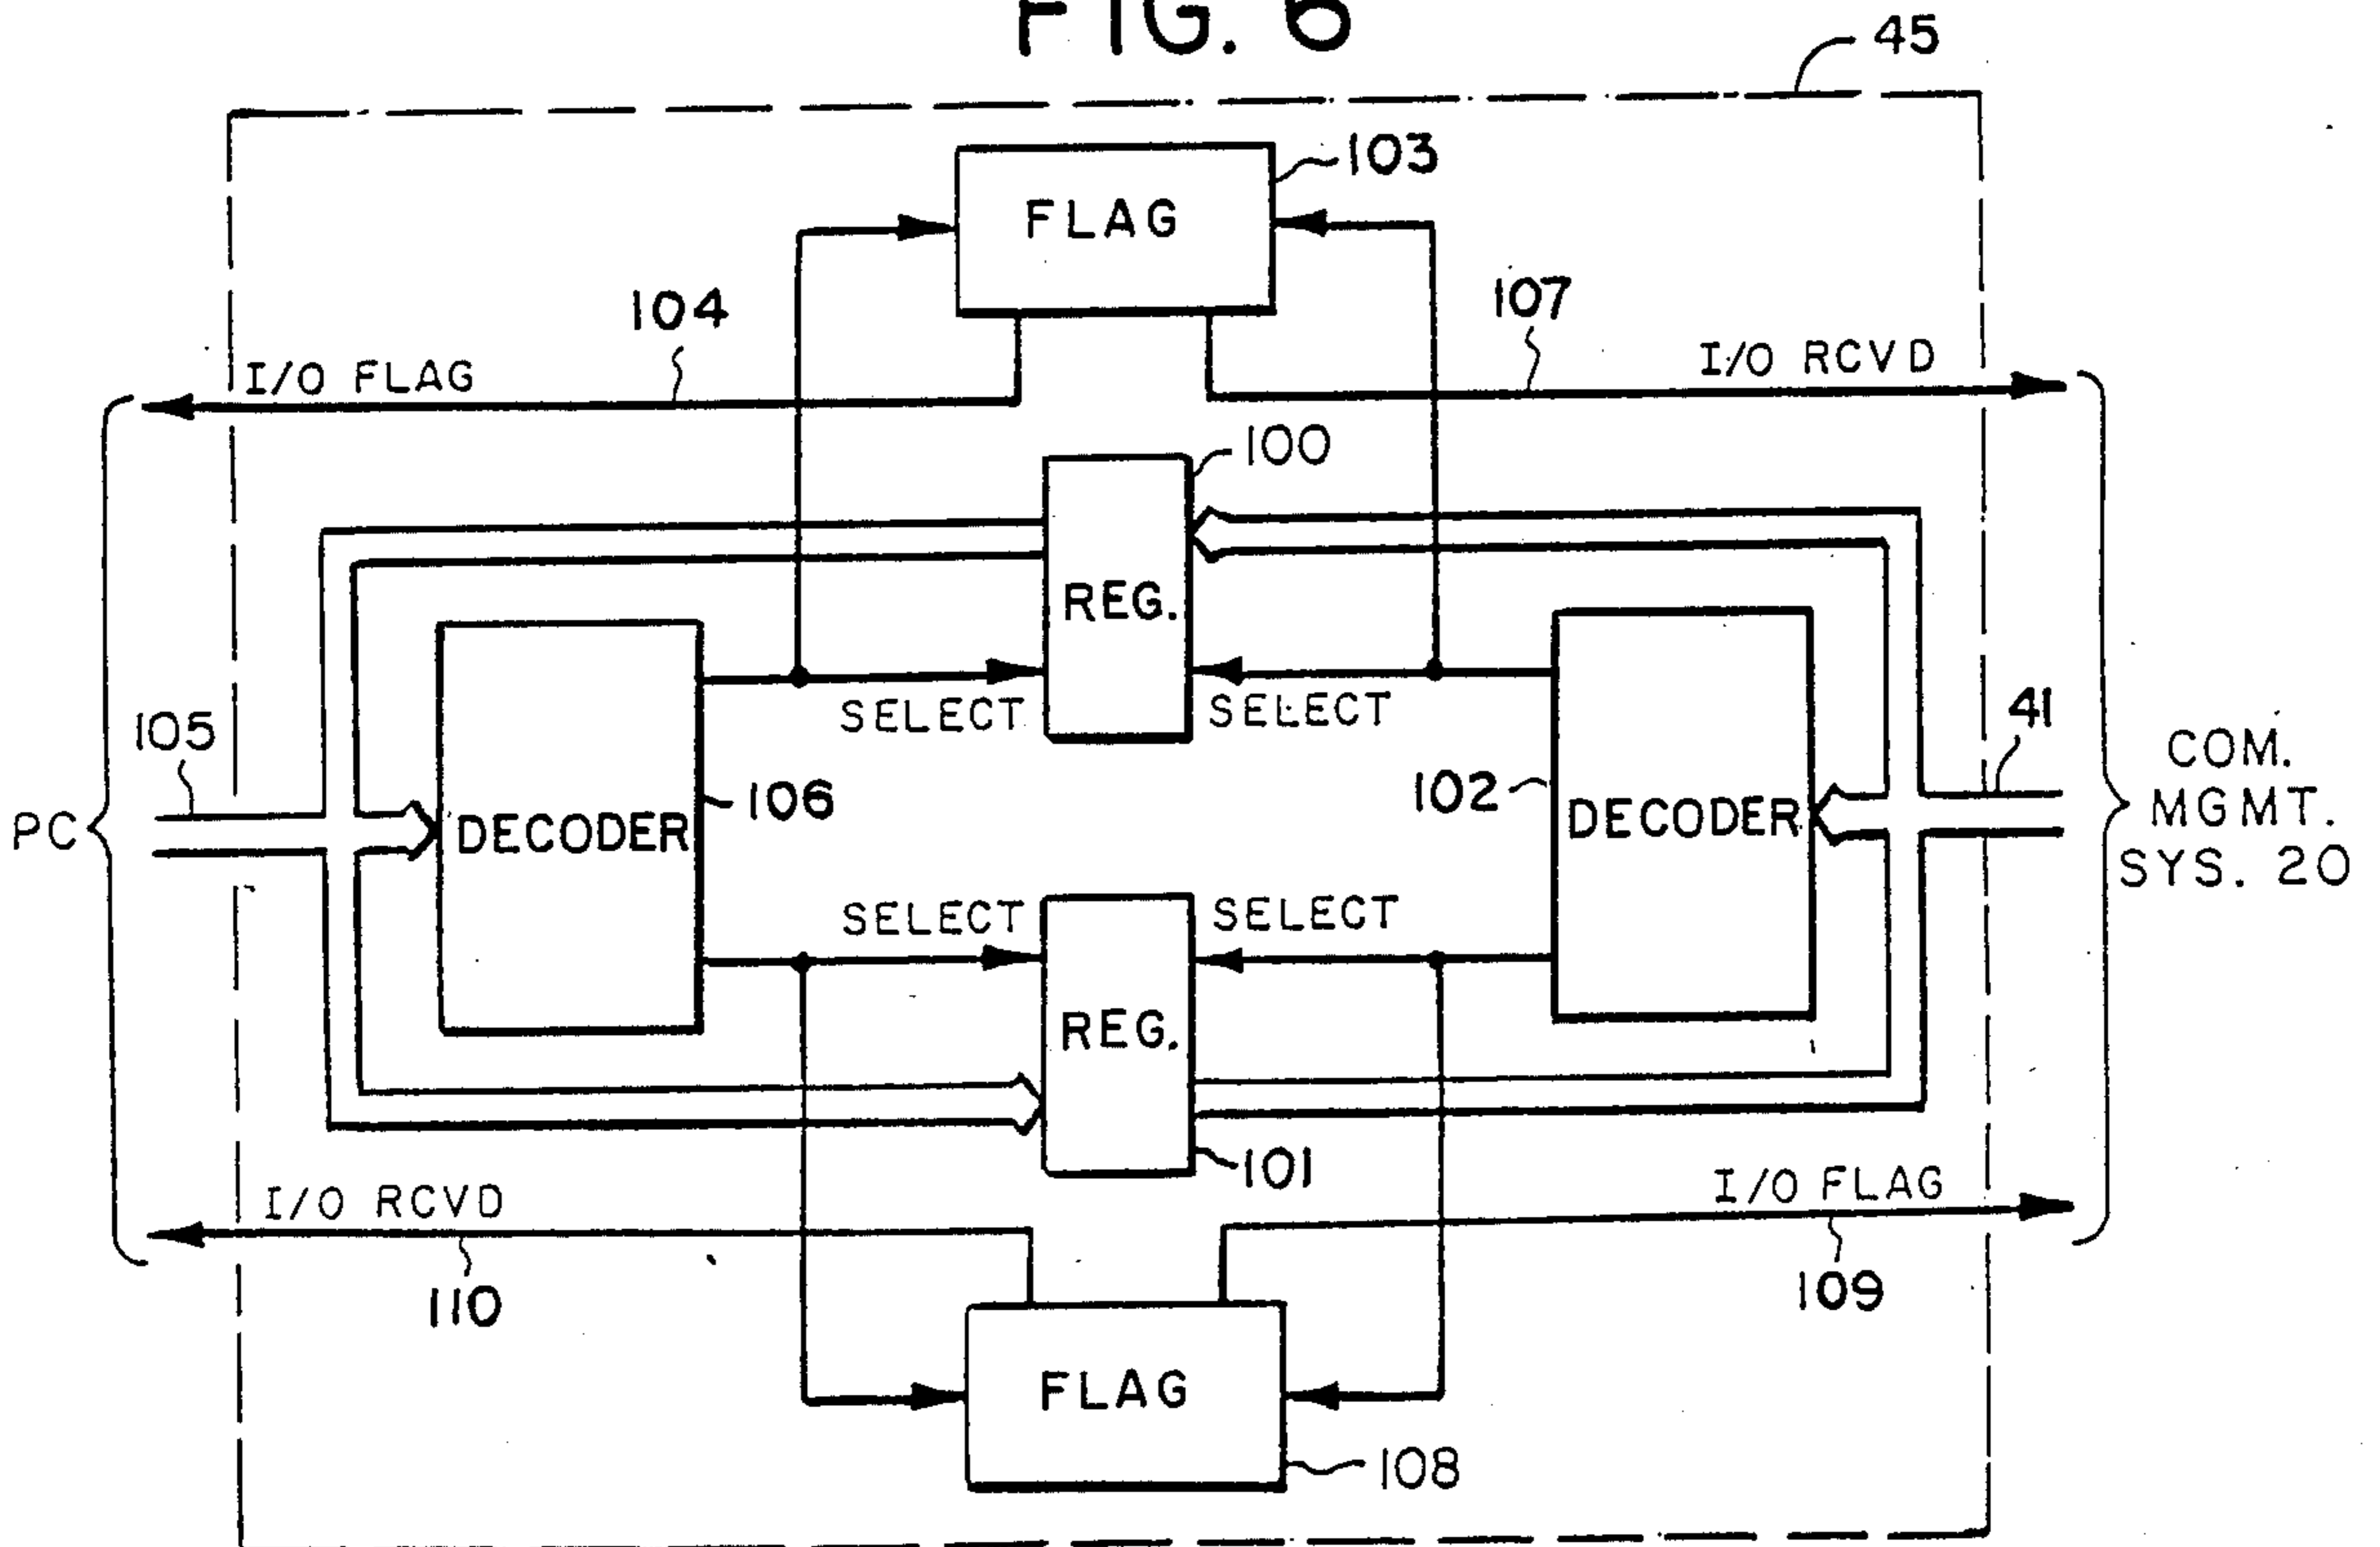 FIG. 6
45
103
FLAG
104
107
I/O FLAG
I/O RCVD
100
REG.
SELECT
SELECT
105
41
106
102
DECODER
DECODER
PC
COM.
MGMT.
SYS. 20
SELECT
SELECT
REG.
101
I/O RCVD
I/O FLAG
110
109
FLAG
108